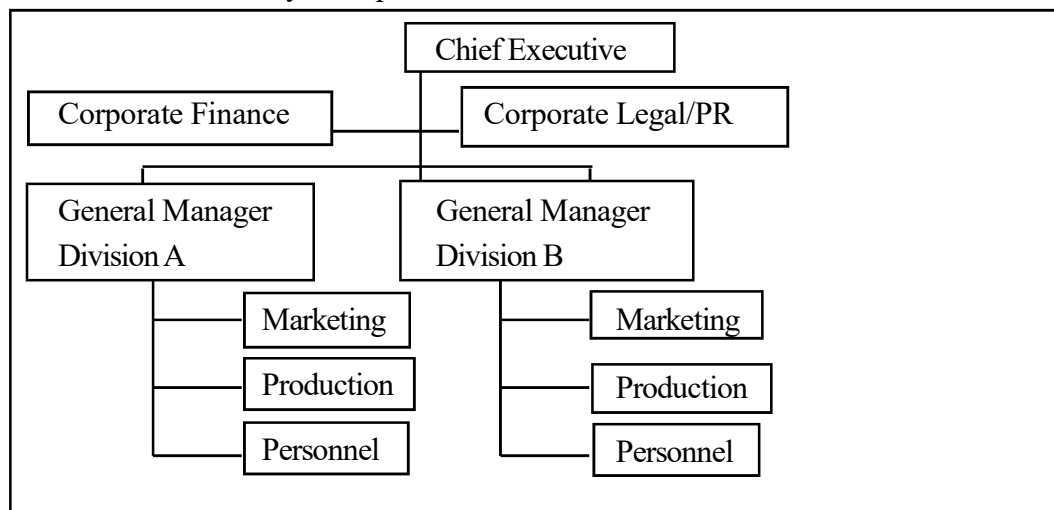 Chief Executive
Corporate Finance
Corporate Legal/PR
General Manager
Division A
General Manager
Division B
Marketing
Marketing
Production
Production
Personnel
Personnel